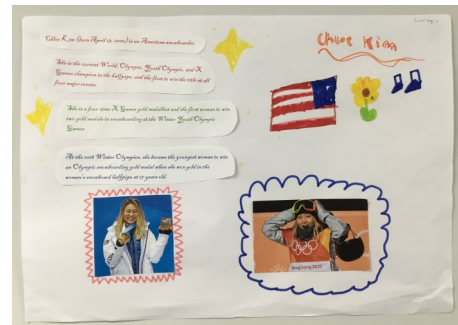 Chloe Kim
Chloe Kim (born April 23, 2000) is an American snowboarder
She is the current World, Olympic, Youth Olympic, and X
Games champion in the halfpipe, and the first to win the title at all
four major events
She is a four-time X Games gold medallist and the first woman to win
two gold medals in snowboarding at the Winter Youth Olympic
Games
At the 2018 Winter Olympics, she became the youngest woman to win
an Olympic snowboarding gold medal when she won gold in the
women's snowboard halfpipe at 17 years old.
PyeongChang 2018